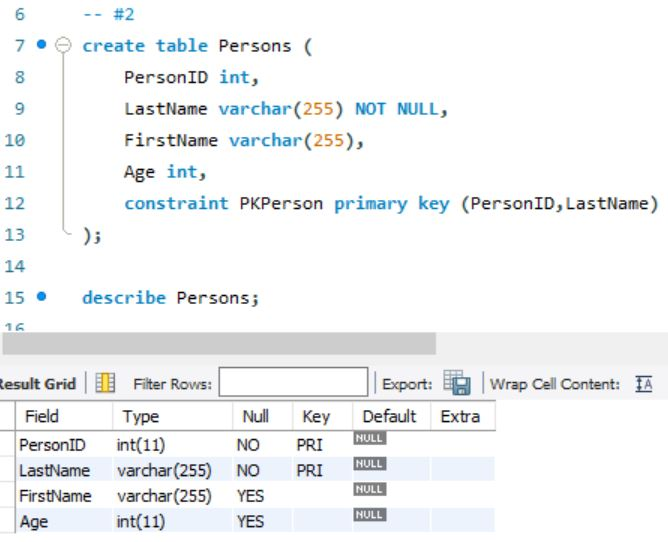 6 -- #2
7 create table Persons (
8 PersonID int,
9 LastName varchar(255) NOT NULL,
10 FirstName varchar(255),
11 Age int,
12 constraint PKPerson primary key (PersonID,LastName)
13 );
14
15 describe Persons;
16
Result Grid Filter Rows: Export: Wrap Cell Content: IA
Field Type Null Key Default Extra
PersonID int(11) NO PRI NULL
LastName varchar(255) NO PRI NULL
FirstName varchar(255) YES NULL
Age int(11) YES NULL